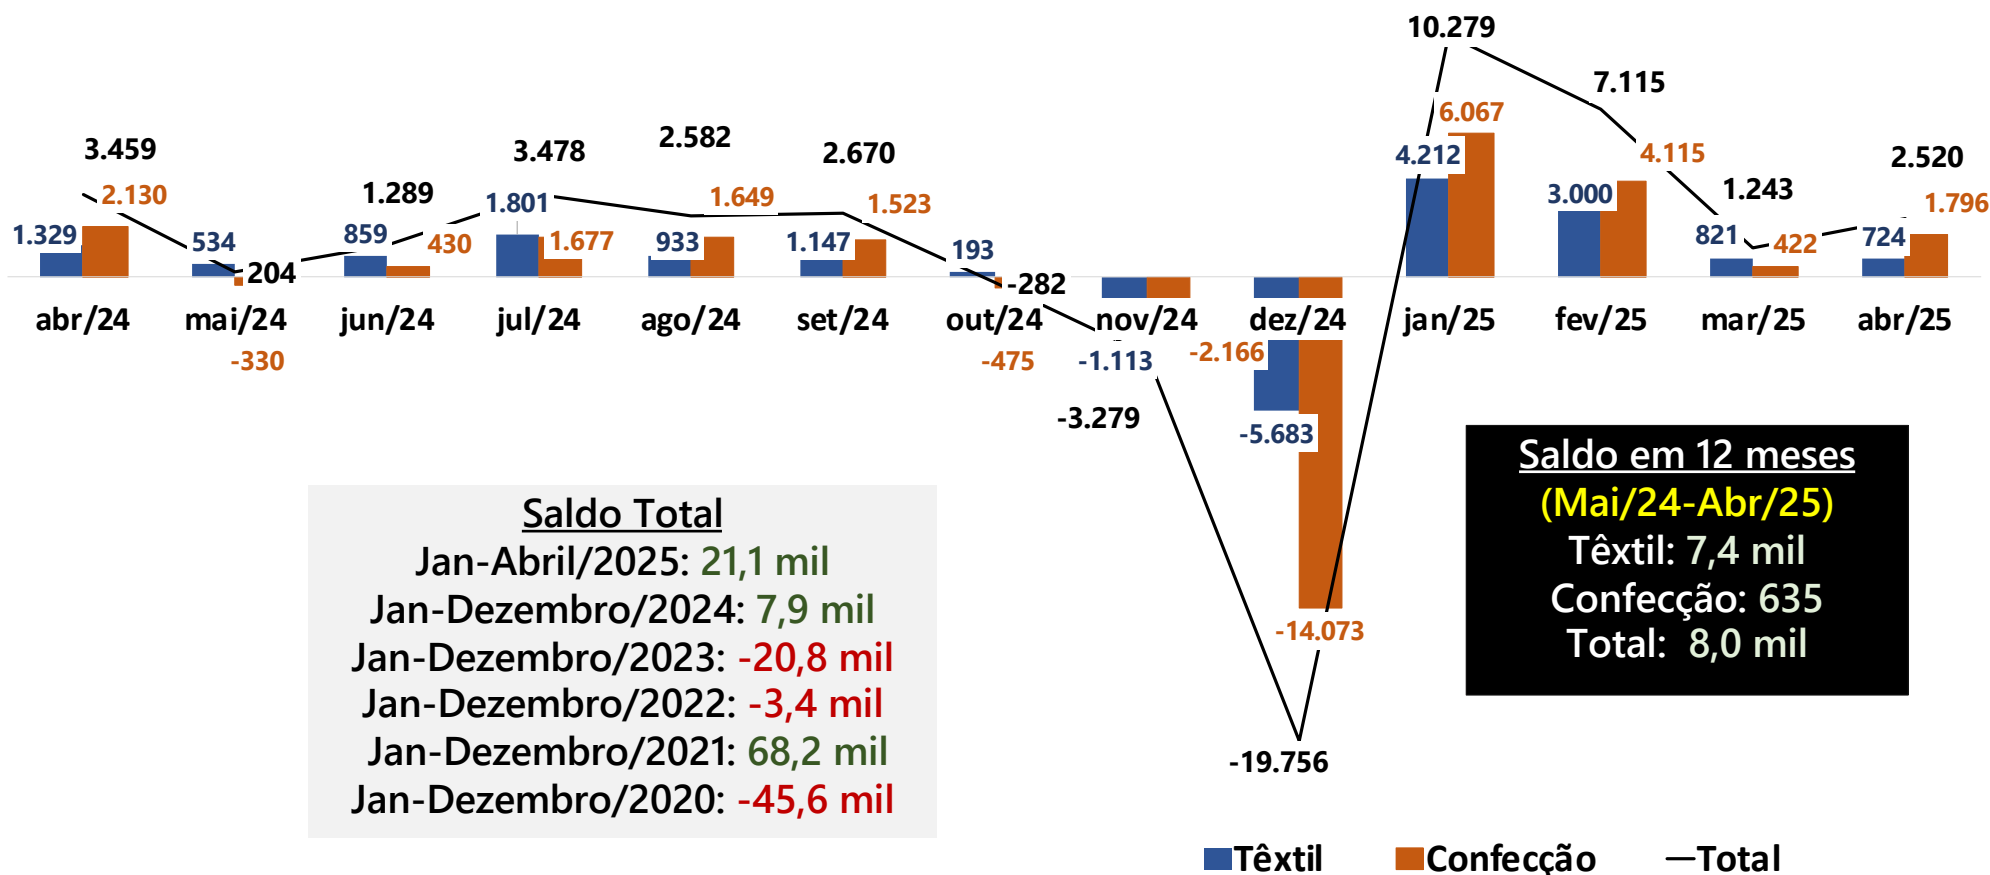 10.279
7.115
6.067
3.459
3.478
2.582
2.670
4.212
4.115
2.520
2.130
1.289
1.801
1.649
1.523
3.000
1.243
1.796
1.329
534
859
430
1.677
933
1.147
193
821
422
724
204
-282
abr/24 mai/24 jun/24 jul/24 ago/24 set/24 out/24 nov/24 dez/24 jan/25 fev/25 mar/25 abr/25
-330
-475
-1.113
-2.166
-3.279
-5.683
-14.073
-19.756
Saldo Total
Jan-Abril/2025: 21,1 mil
Jan-Dezembro/2024: 7,9 mil
Jan-Dezembro/2023: -20,8 mil
Jan-Dezembro/2022: -3,4 mil
Jan-Dezembro/2021: 68,2 mil
Jan-Dezembro/2020: -45,6 mil
Saldo em 12 meses
(Mai/24-Abr/25)
Têxtil: 7,4 mil
Confecção: 635
Total: 8,0 mil
Têxtil Confecção Total